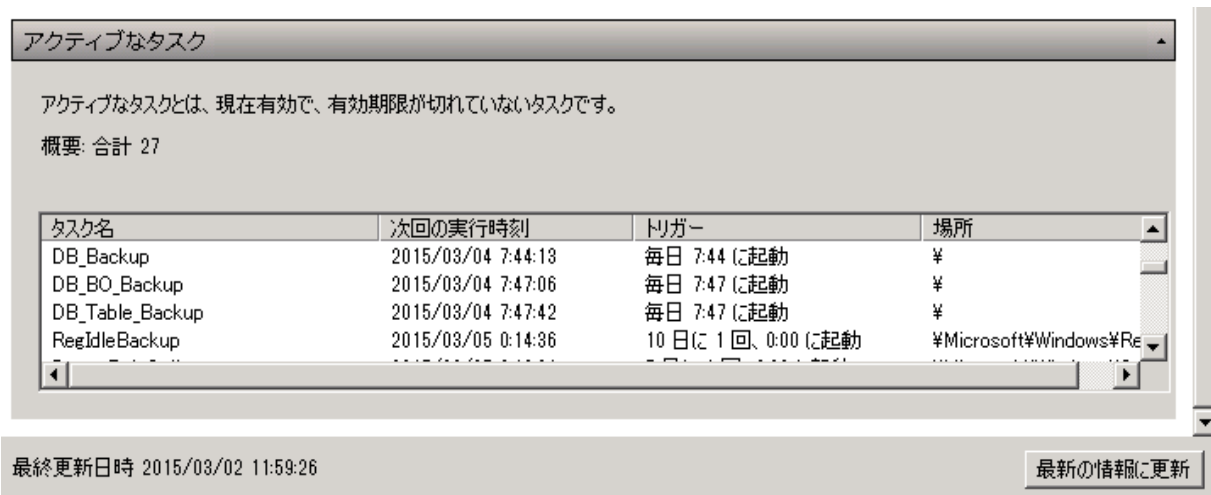 アクティブなタスク
アクティブなタスクとは、現在有効で、有効期限が切れていないタスクです。
概要: 合計 27
タスク名 次回の実行時刻 トリガー 場所
DB_Backup 2015/03/04 7:44:13 毎日 7:44 に起動 ¥
DB_BO_Backup 2015/03/04 7:47:06 毎日 7:47 に起動 ¥
DB_Table_Backup 2015/03/04 7:47:42 毎日 7:47 に起動 ¥
RegIdleBackup 2015/03/05 0:14:36 10 日に 1 回、0:00 に起動 ¥Microsoft¥Windows¥Re
最終更新日時 2015/03/02 11:59:26
最新の情報に更新